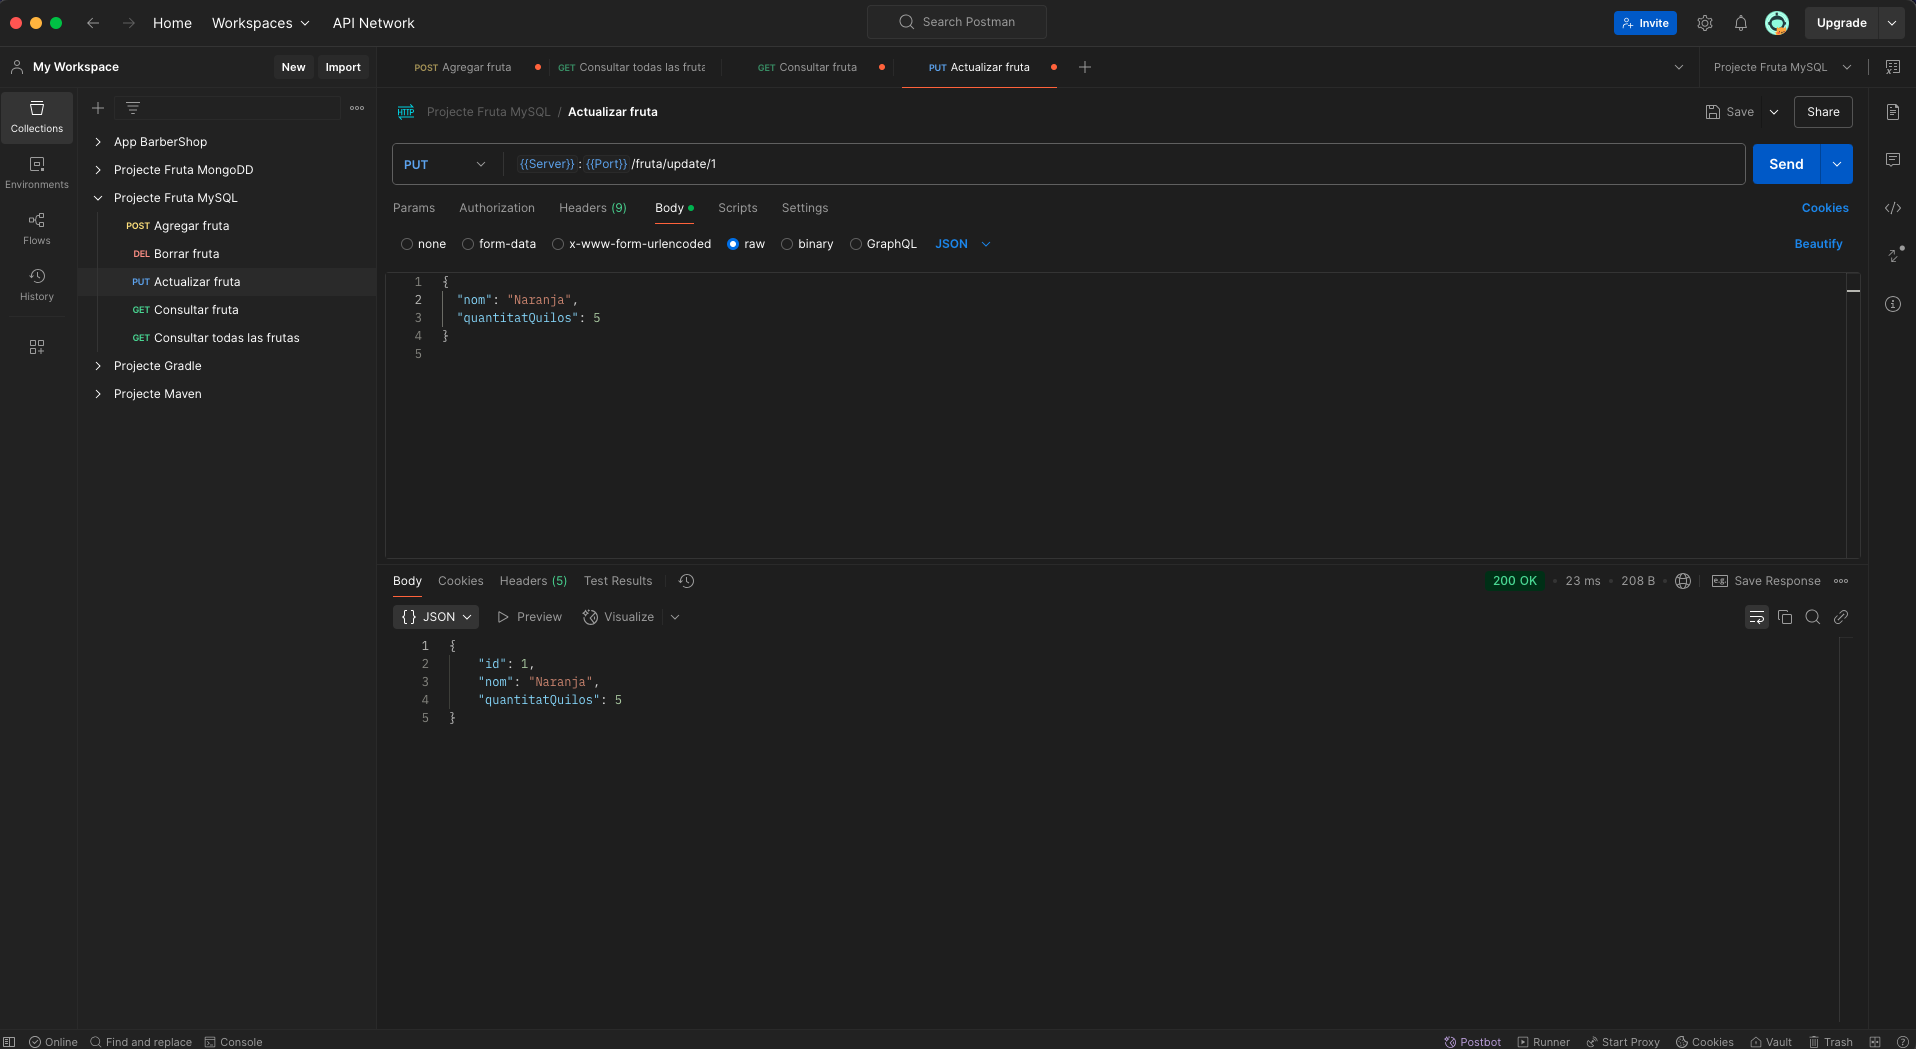 Home Workspaces API Network Search Postman Invite Upgrade
My Workspace New Import POST Agregar fruta GET Consultar todas las fruta GET Consultar fruta PUT Actualizar fruta Projecte Fruta MySQL
Collections
Environments
Flows
History
App BarberShop
Projecte Fruta MongoDD
Projecte Fruta MySQL
POST Agregar fruta
DEL Borrar fruta
PUT Actualizar fruta
GET Consultar fruta
GET Consultar todas las frutas
Projecte Gradle
Projecte Maven
HTTP Projecte Fruta MySQL / Actualizar fruta Save Share
PUT {{Server}} : {{Port}} /fruta/update/1 Send
Params Authorization Headers (9) Body Scripts Settings Cookies
none form-data x-www-form-urlencoded raw binary GraphQL JSON Beautify
1 {
2 "nom": "Naranja",
3 "quantitatQuilos": 5
4 }
5
Body Cookies Headers (5) Test Results 200 OK 23 ms 208 B e.g. Save Response
{} JSON Preview Visualize
1 {
2 "id": 1,
3 "nom": "Naranja",
4 "quantitatQuilos": 5
5 }
Online Find and replace Console Postbot Runner Start Proxy Cookies Vault Trash